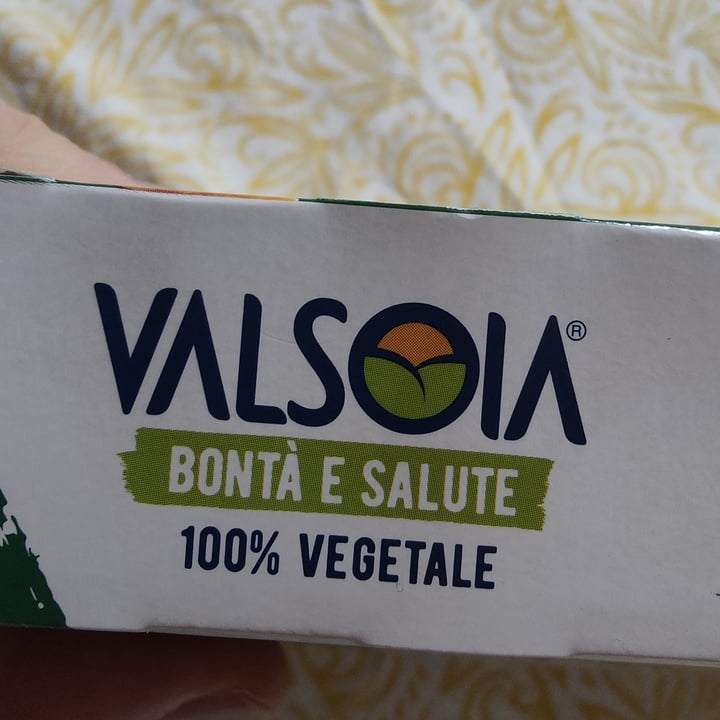 VALSOIA®
BONTÀ E SALUTE
100% VEGETALE